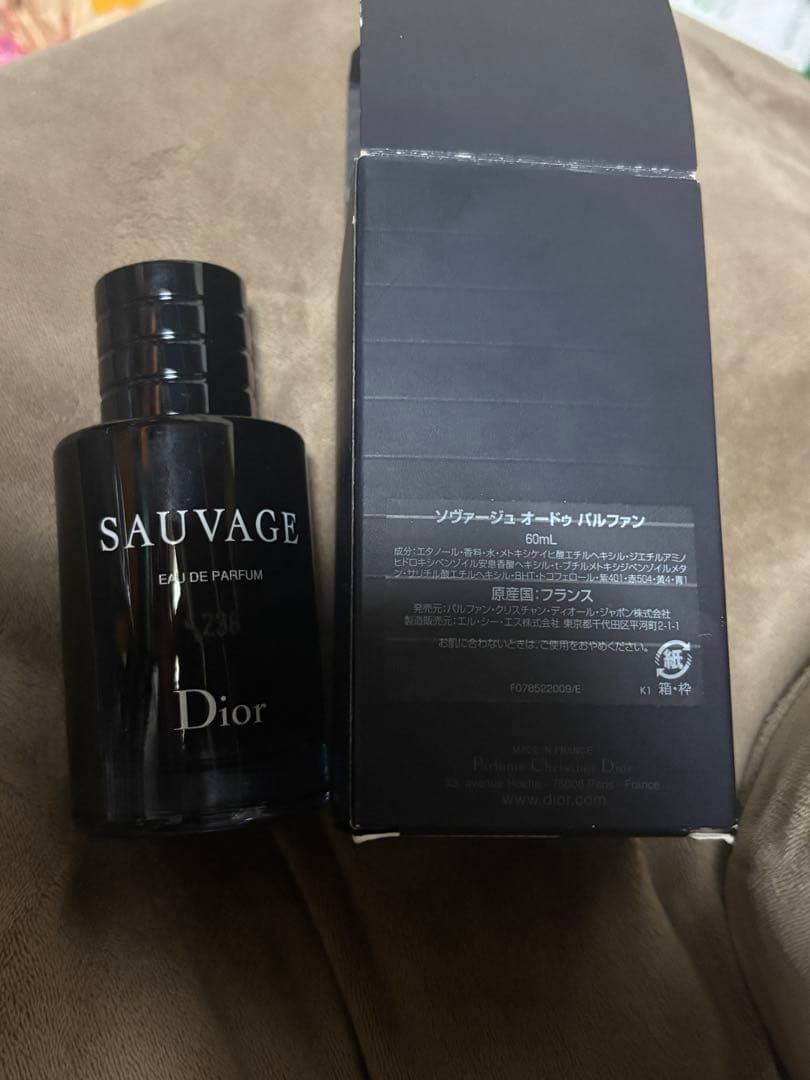 SAUVAGE
EAU DE PARFUM
Dior
ソヴァージュ オードゥ パルファン
60mL
成分:エタノール・香料・水・メトキシケイヒ酸エチルヘキシル・ジエチルアミノ
ヒドロキシベンゾイル安息香酸ヘキシル・t-ブチルメトキシジベンゾイルメタ
ン・サリチル酸エチルヘキシル・BHT・トコフェロール・紫401・赤504・黄4・青1
原産国:フランス
発売元:パルファン・クリスチャン・ディオール・ジャポン株式会社
製造販売元:エル・シー・エス株式会社 東京都千代田区平河町2-1-1
お肌に合わないときは、ご使用をおやめください。
紙
F078522009/E
K1 箱・枠
MADE IN FRANCE
Parfums Christian Dior
33, avenue Hoche - 75008 Paris - France
www.dior.com